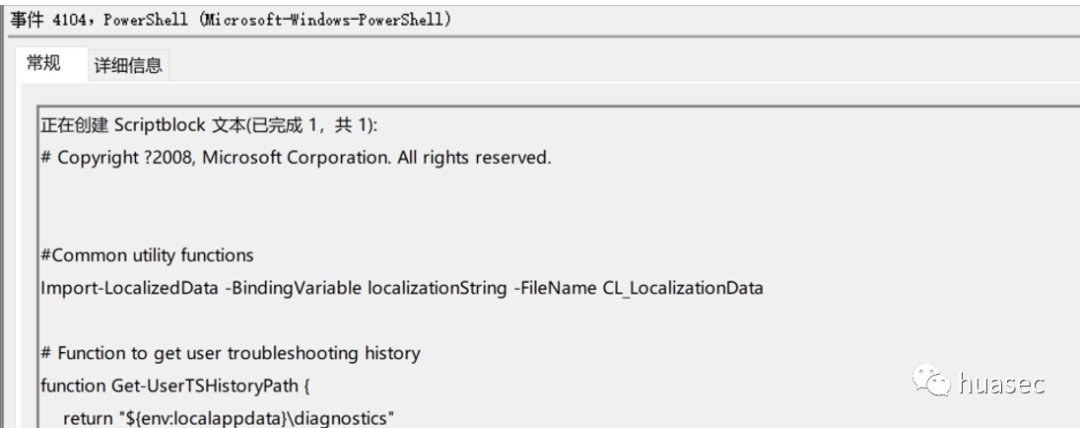 事件 4104，PowerShell (Microsoft-Windows-PowerShell)
常规 详细信息
正在创建 Scriptblock 文本(已完成 1，共 1):
# Copyright ?2008, Microsoft Corporation. All rights reserved.
#Common utility functions
Import-LocalizedData -BindingVariable localizationString -FileName CL_LocalizationData
# Function to get user troubleshooting history
function Get-UserTSHistoryPath {
return "${env:localappdata}\diagnostics"
huasec